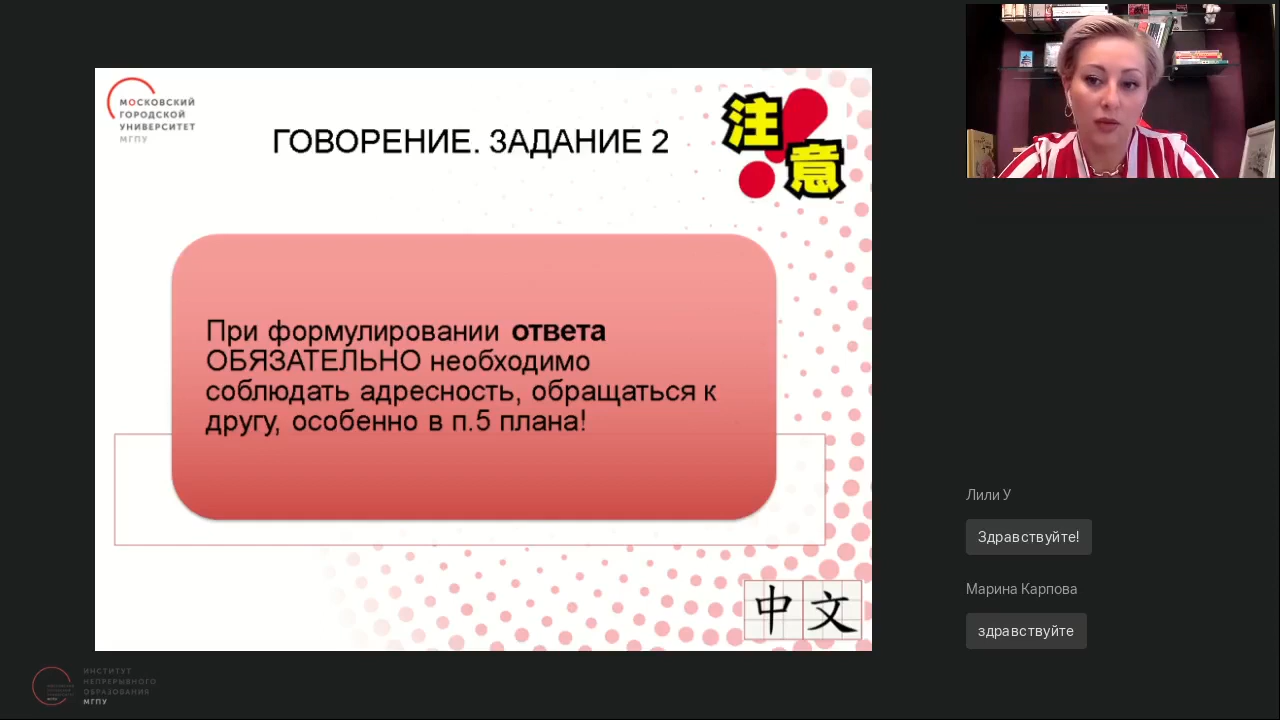 МОСКОВСКИЙ
ГОРОДСКОЙ
УНИВЕРСИТЕТ
МГПУ
ГОВОРЕНИЕ. ЗАДАНИЕ 2
注
意
При формулировании ответа
ОБЯЗАТЕЛЬНО необходимо
соблюдать адресность, обращаться к
другу, особенно в п.5 плана!
中文
Лили У
Здравствуйте!
Марина Карпова
здравствуйте
ИНСТИТУТ
НЕПРЕРЫВНОГО
ОБРАЗОВАНИЯ
МГПУ